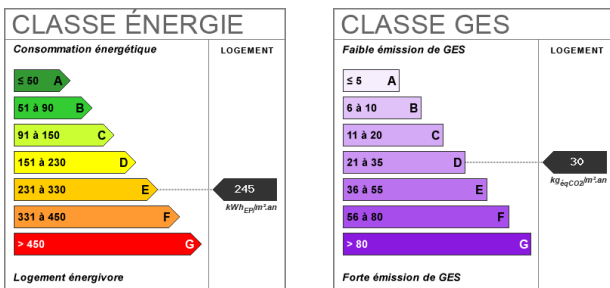 CLASSE ÉNERGIE
Consommation énergétique
LOGEMENT
≤ 50 A
51 à 90 B
91 à 150 C
151 à 230 D
231 à 330 E
245
kWhEP/m².an
331 à 450 F
> 450 G
Logement énergivore
CLASSE GES
Faible émission de GES
LOGEMENT
≤ 5 A
6 à 10 B
11 à 20 C
21 à 35 D
30
kgéqCO2/m².an
36 à 55 E
56 à 80 F
> 80 G
Forte émission de GES